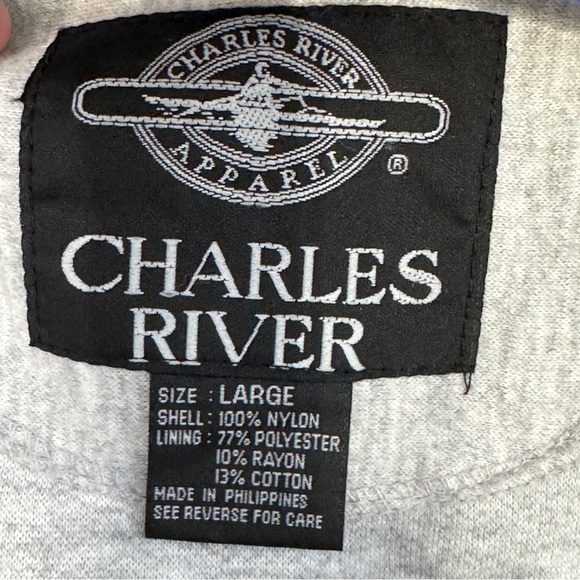 CHARLES RIVER
APPAREL
®
CHARLES
RIVER
SIZE : LARGE
SHELL : 100% NYLON
LINING : 77% POLYESTER
10% RAYON
13% COTTON
MADE IN PHILIPPINES
SEE REVERSE FOR CARE